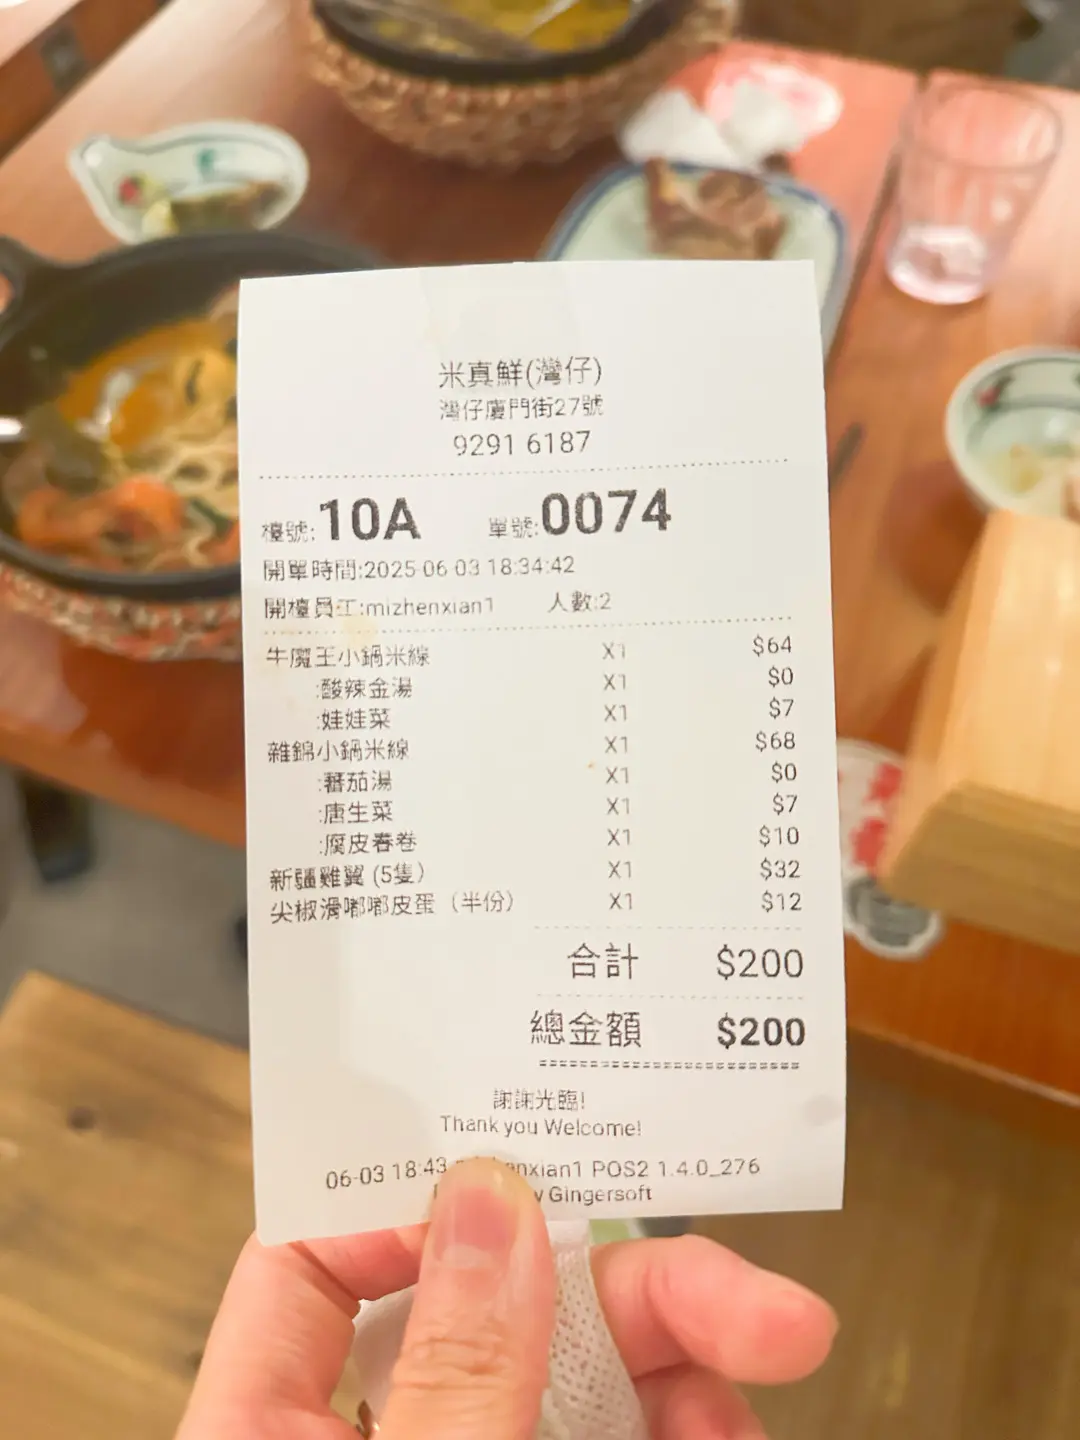 米真鮮(灣仔)
灣仔廈門街27號
9291 6187
檯號:10A 單號:0074
開單時間:2025-06-03 18:34:42
開檯員工:mizhenxian1 人數:2
牛魔王小鍋米線 X1 $64
:酸辣金湯 X1 $0
:娃娃菜 X1 $7
雜錦小鍋米線 X1 $68
:蕃茄湯 X1 $0
:唐生菜 X1 $7
:腐皮春卷 X1 $10
新疆雞翼 (5隻) X1 $32
尖椒滑嘟嘟皮蛋（半份） X1 $12
合計 $200
總金額 $200
謝謝光臨!
Thank you Welcome!
06-03 18:43 POS2 1.4.0_276
Gingersoft